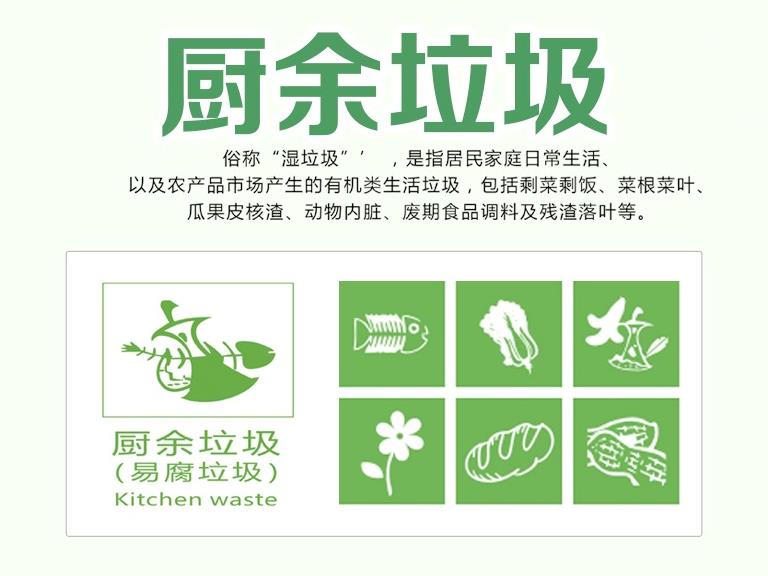 厨余垃圾
俗称“湿垃圾”’，是指居民家庭日常生活、
以及农产品市场产生的有机类生活垃圾，包括剩菜剩饭、菜根菜叶、
瓜果皮核渣、动物内脏、废期食品调料及残渣落叶等。
厨余垃圾
(易腐垃圾)
Kitchen waste